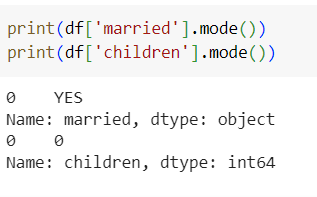 print(df['married'].mode())
print(df['children'].mode())
0    YES
Name: married, dtype: object
0    0
Name: children, dtype: int64